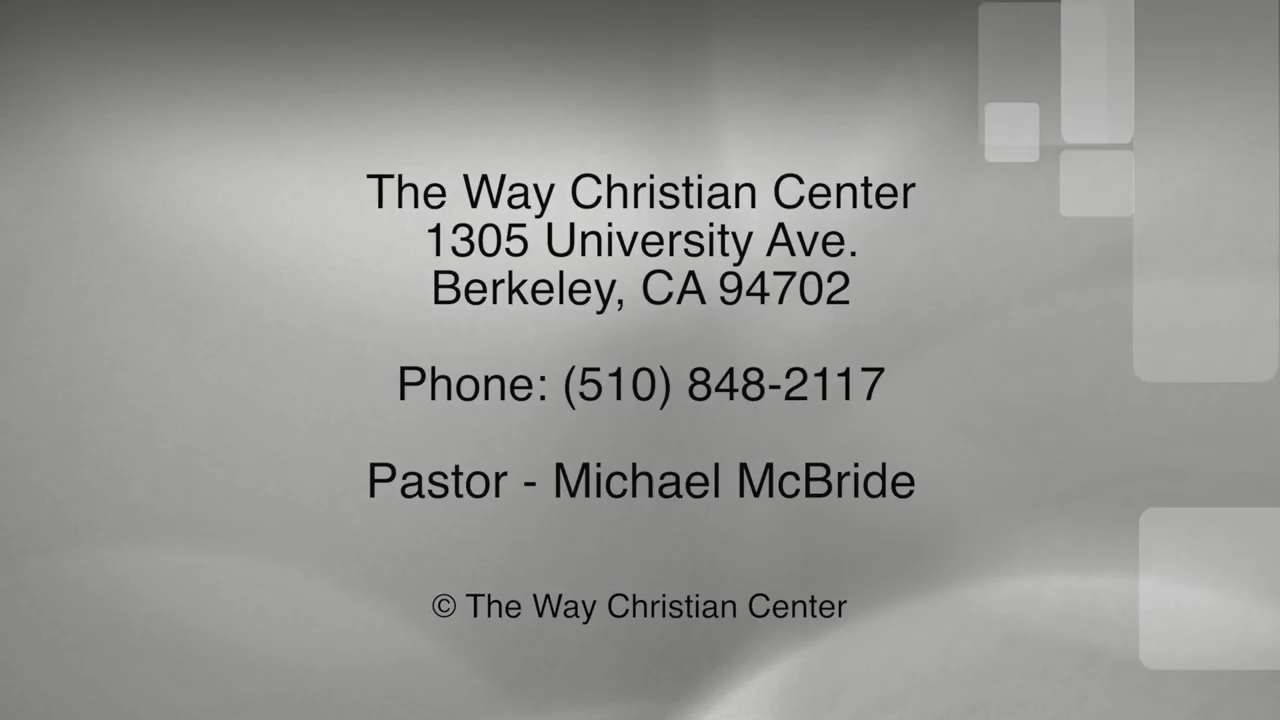 The Way Christian Center
1305 University Ave.
Berkeley, CA 94702
Phone: (510) 848-2117
Pastor - Michael McBride
© The Way Christian Center